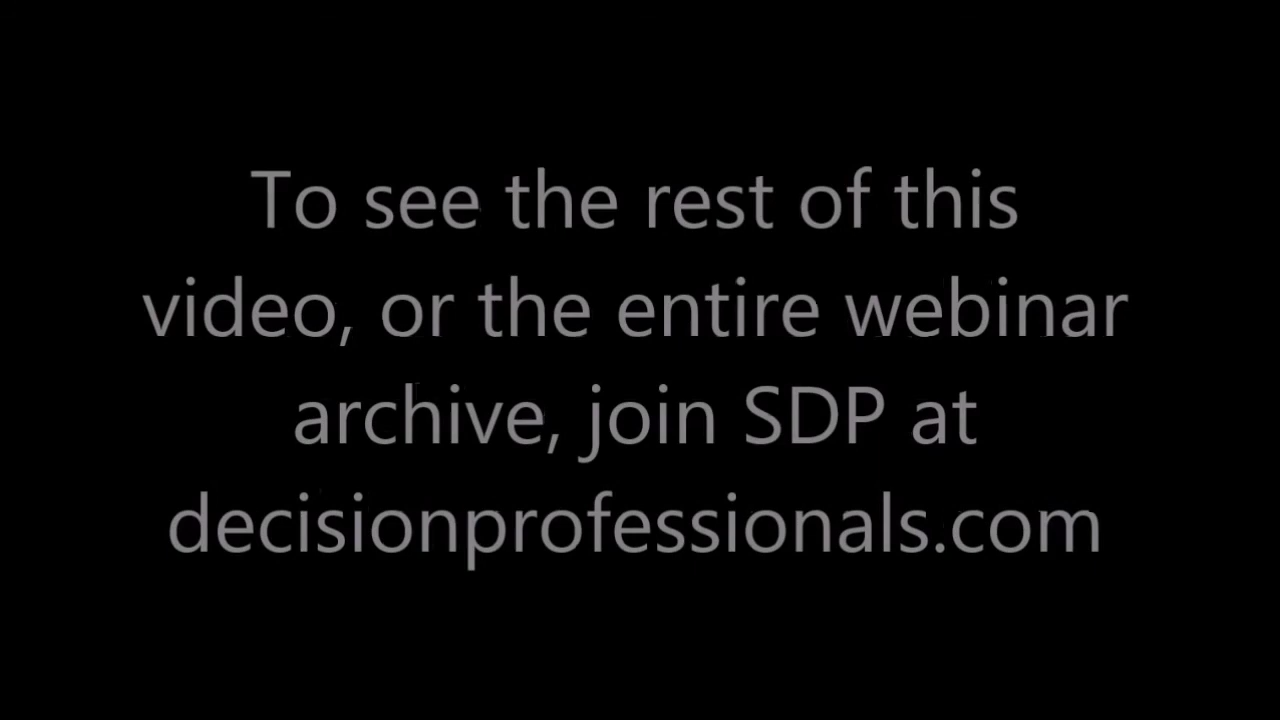 To see the rest of this
video, or the entire webinar
archive, join SDP at
decisionprofessionals.com